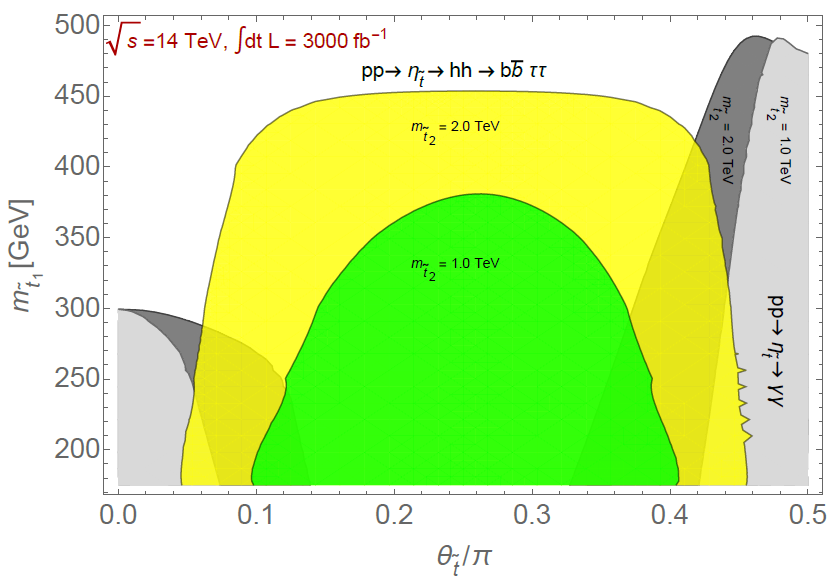 √s =14 TeV, ∫dt L = 3000 fb⁻¹
pp→ η_t̃ → hh → bb̅ ττ
m_t̃₂ = 2.0 TeV
m_t̃₂ = 1.0 TeV
m_t̃₂ = 2.0 TeV
m_t̃₂ = 1.0 TeV
pp→ η_t̃ → γγ
m_t̃₁ [GeV]
500
450
400
350
300
250
200
0.0 0.1 0.2 0.3 0.4 0.5
θ_t̃/π